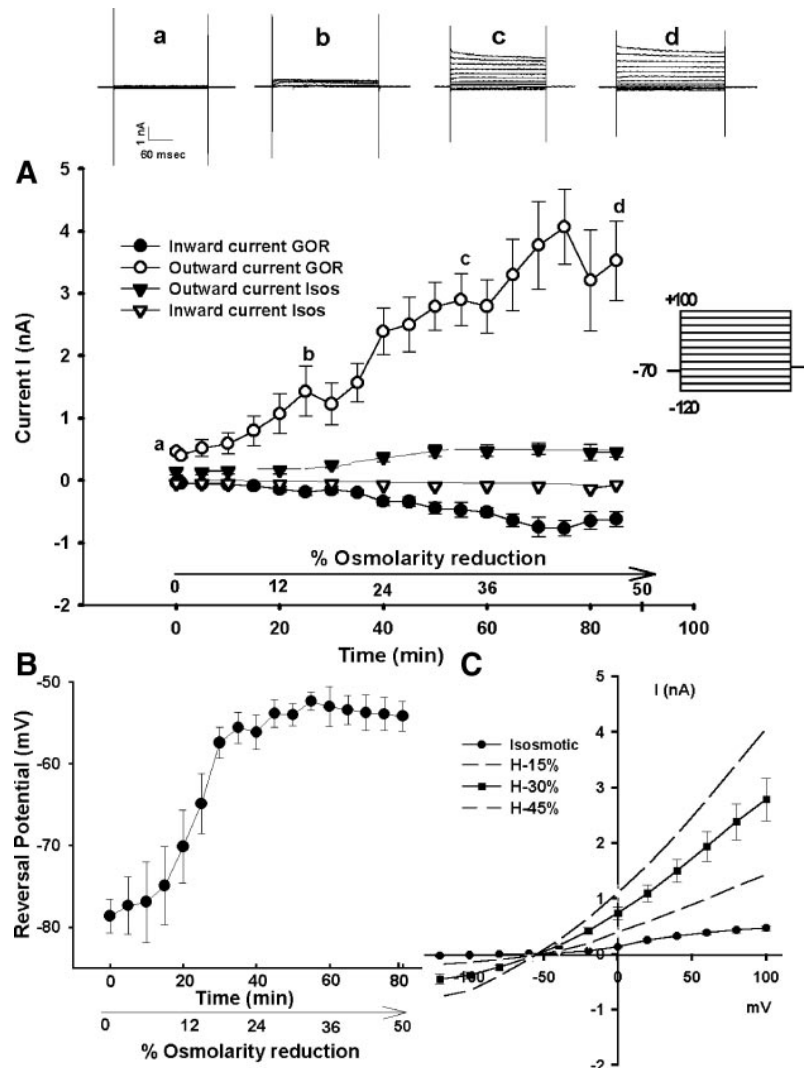 a b c d
1 nA
60 msec
A
5
4
3
2
1
0
-1
-2
Current I (nA)
Inward current GOR
Outward current GOR
Outward current Isos
Inward current Isos
a
b
c
d
+100
-70
-120
% Osmolarity reduction
0 12 24 36 50
0 20 40 60 80 100
Time (min)
B
-50
-60
-70
-80
Reversal Potential (mV)
0 20 40 60 80
Time (min)
0 12 24 36 50
% Osmolarity reduction
C
I (nA)
5
4
3
2
1
0
-1
-2
Isosmotic
H-15%
H-30%
H-45%
-100 -50 0 50 100
mV